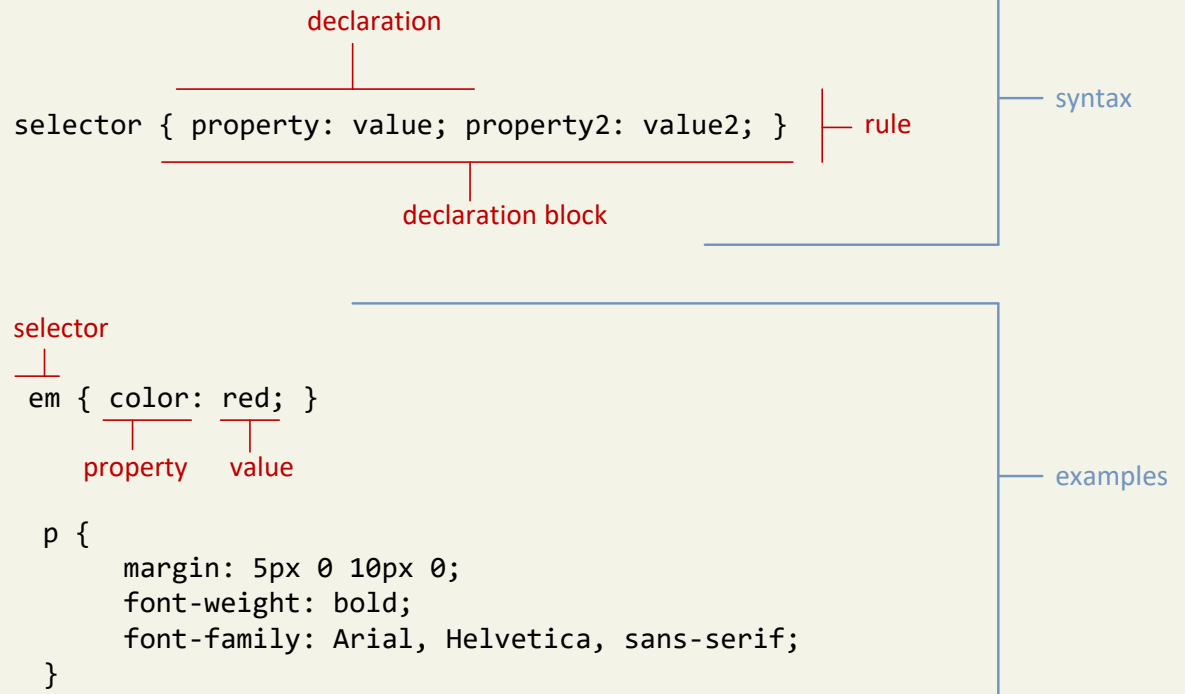 declaration
syntax
selector { property: value; property2: value2; }
rule
declaration block
selector
em { color: red; }
property value
examples
p {
margin: 5px 0 10px 0;
font-weight: bold;
font-family: Arial, Helvetica, sans-serif;
}